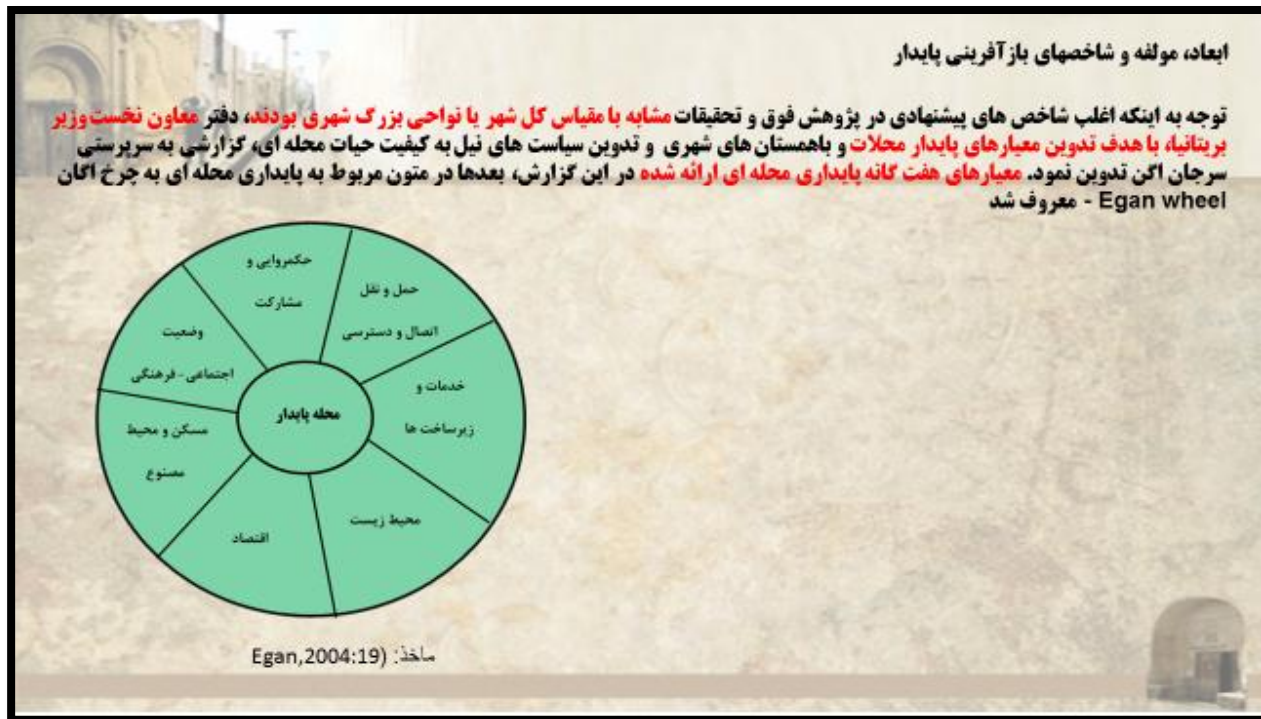 ابعاد، مولفه و شاخصهای بازآفرینی پایدار
توجه به اینکه اغلب شاخص های پیشنهادی در پژوهش فوق و تحقیقات مشابه با مقیاس کل شهر یا نواحی بزرگ شهری بودند، دفتر معاون نخست وزیر
بریتانیا، با هدف تدوین معیارهای پایدار محلات و باهمستان های شهری و تدوین سیاست های نیل به کیفیت حیات محله ای، گزارشی به سرپرستی
سرجان اگن تدوین نمود. معیارهای هفت گانه پایداری محله ای ارائه شده در این گزارش، بعدها در متون مربوط به پایداری محله ای به چرخ اگان
Egan wheel - معروف شد
حکمروایی و
مشارکت
حمل و نقل
اتصال و دسترسی
وضعیت
اجتماعی - فرهنگی
خدمات و
زیرساخت ها
محله پایدار
مسکن و محیط
مصنوع
محیط زیست
اقتصاد
ماخذ: (Egan,2004:19